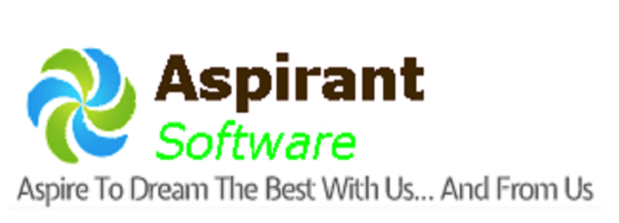 Aspirant
Software
Aspire To Dream The Best With Us... And From Us